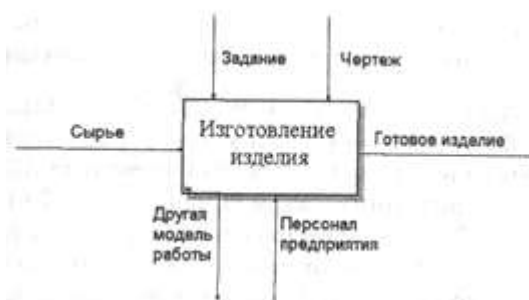 Задание
Чертеж
Сырье
Изготовление
изделия
Готовое изделие
Другая
модель
работы
Персонал
предприятия